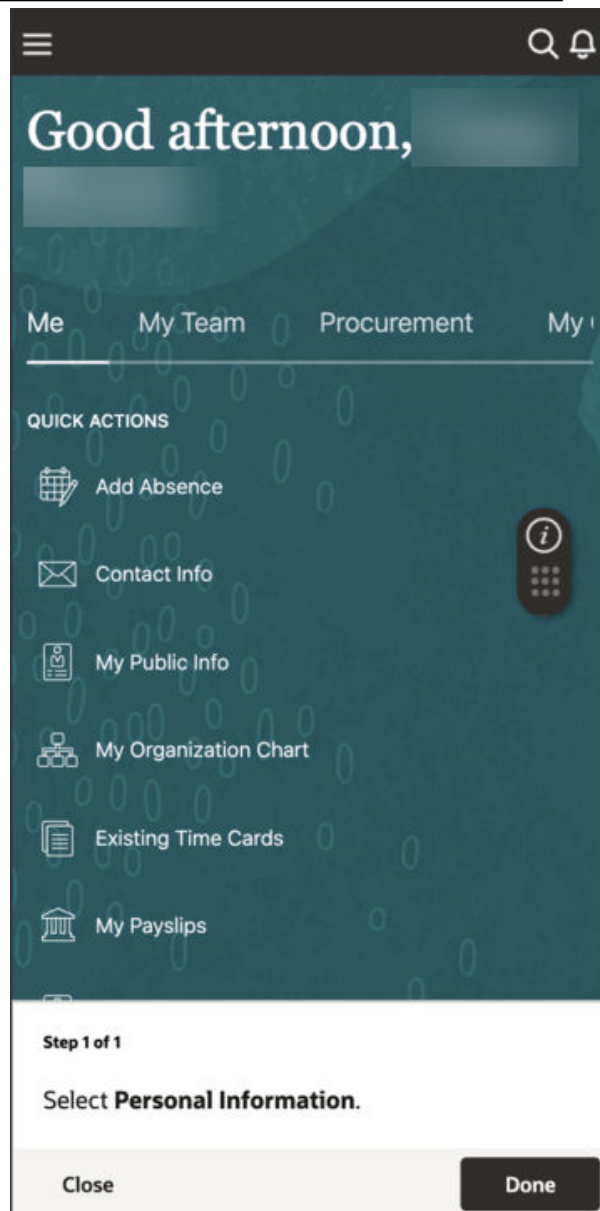 Good afternoon,
Me My Team Procurement My
QUICK ACTIONS
Add Absence
Contact Info
i
My Public Info
My Organization Chart
Existing Time Cards
My Payslips
Step 1 of 1
Select Personal Information.
Close Done